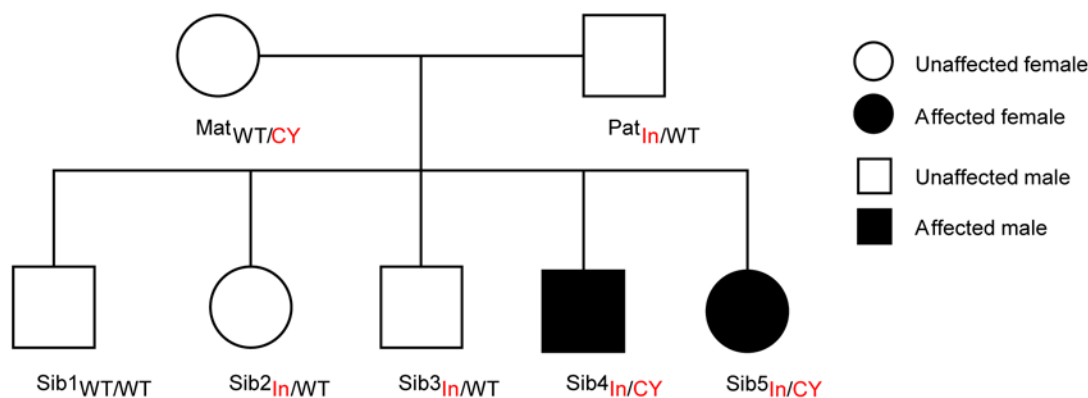 Unaffected female
Affected female
MatWT/CY PatIn/WT
Unaffected male
Affected male
Sib1WT/WT Sib2In/WT Sib3In/WT Sib4In/CY Sib5In/CY